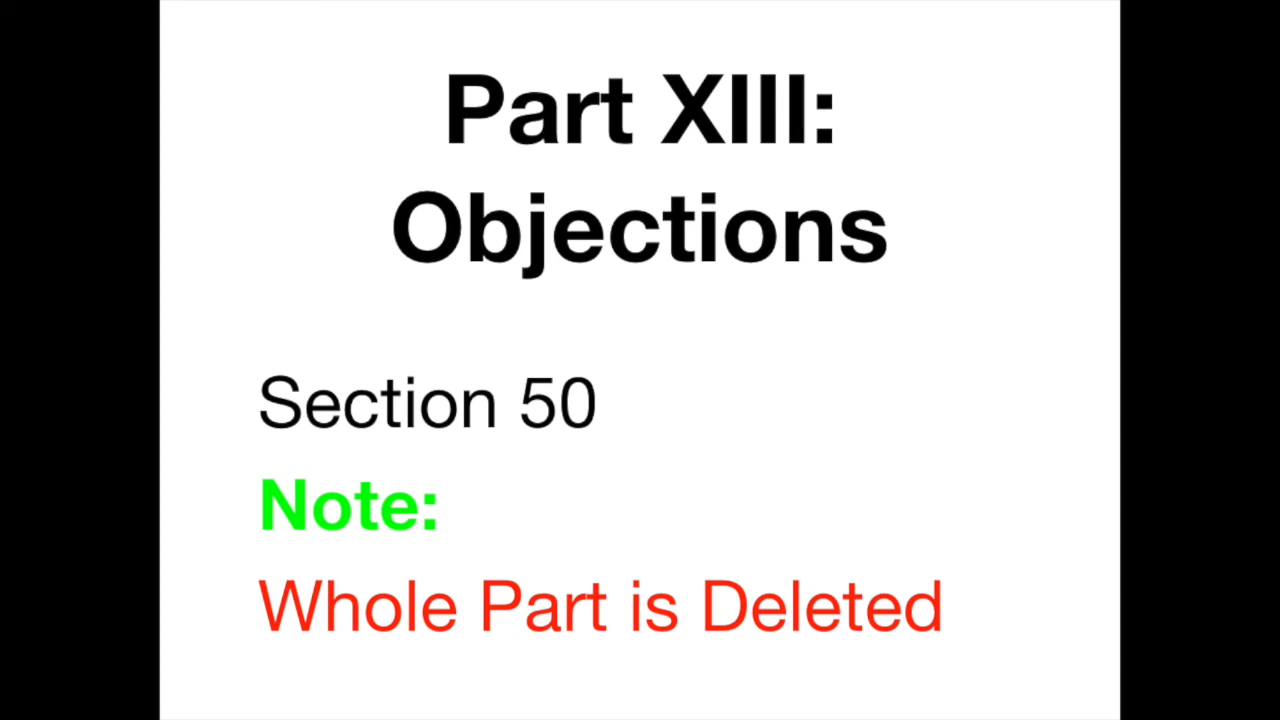 Part XIII:
Objections
Section 50
Note:
Whole Part is Deleted